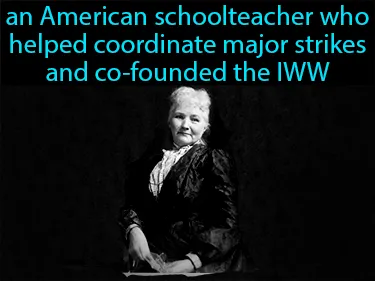 an American schoolteacher who
helped coordinate major strikes
and co-founded the IWW